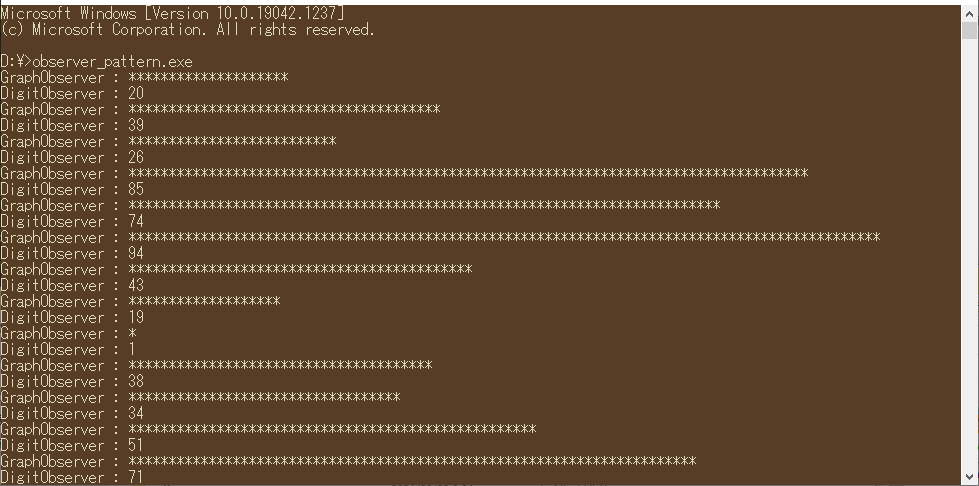 Microsoft Windows [Version 10.0.19042.1237]
(c) Microsoft Corporation. All rights reserved.
D:¥>observer_pattern.exe
GraphObserver : ********************
DigitObserver : 20
GraphObserver : ***************************************
DigitObserver : 39
GraphObserver : **************************
DigitObserver : 26
GraphObserver : *************************************************************************************
DigitObserver : 85
GraphObserver : **************************************************************************
DigitObserver : 74
GraphObserver : **********************************************************************************************
DigitObserver : 94
GraphObserver : *******************************************
DigitObserver : 43
GraphObserver : *******************
DigitObserver : 19
GraphObserver : *
DigitObserver : 1
GraphObserver : **************************************
DigitObserver : 38
GraphObserver : **********************************
DigitObserver : 34
GraphObserver : ***************************************************
DigitObserver : 51
GraphObserver : ***********************************************************************
DigitObserver : 71